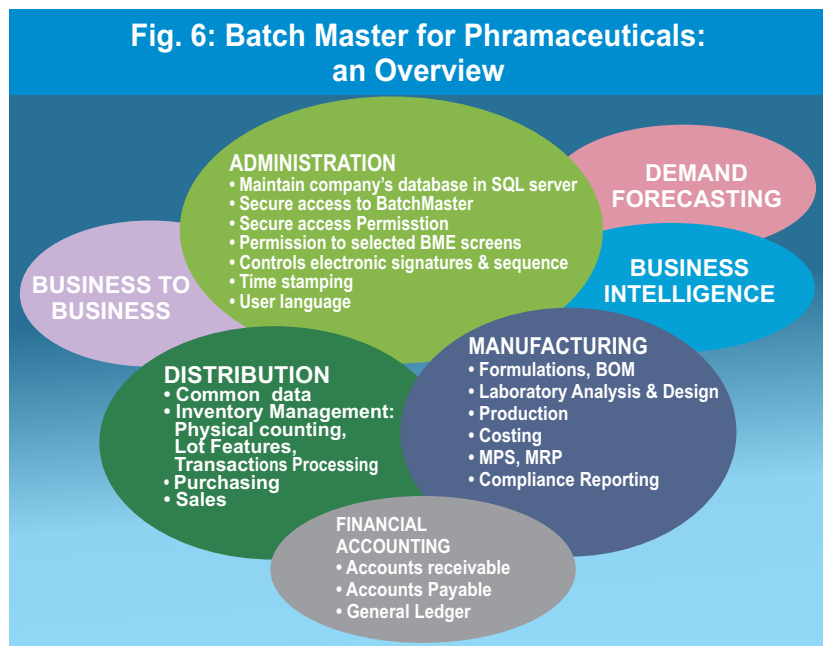 Fig. 6: Batch Master for Phramaceuticals:
an Overview
ADMINISTRATION
• Maintain company's database in SQL server
• Secure access to BatchMaster
• Secure access Permisstion
• Permission to selected BME screens
• Controls electronic signatures & sequence
• Time stamping
• User language
DEMAND
FORECASTING
BUSINESS TO
BUSINESS
BUSINESS
INTELLIGENCE
DISTRIBUTION
• Common data
• Inventory Management:
Physical counting,
Lot Features,
Transactions Processing
• Purchasing
• Sales
MANUFACTURING
• Formulations, BOM
• Laboratory Analysis & Design
• Production
• Costing
• MPS, MRP
• Compliance Reporting
FINANCIAL
ACCOUNTING
• Accounts receivable
• Accounts Payable
• General Ledger